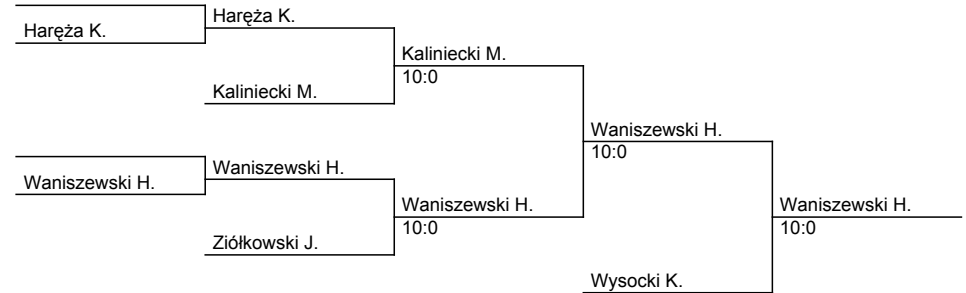 Haręża K.
Haręża K.
Kaliniecki M.
10:0
Kaliniecki M.
Waniszewski H.
10:0
Waniszewski H.
Waniszewski H.
Waniszewski H.
10:0
Waniszewski H.
10:0
Ziółkowski J.
Wysocki K.